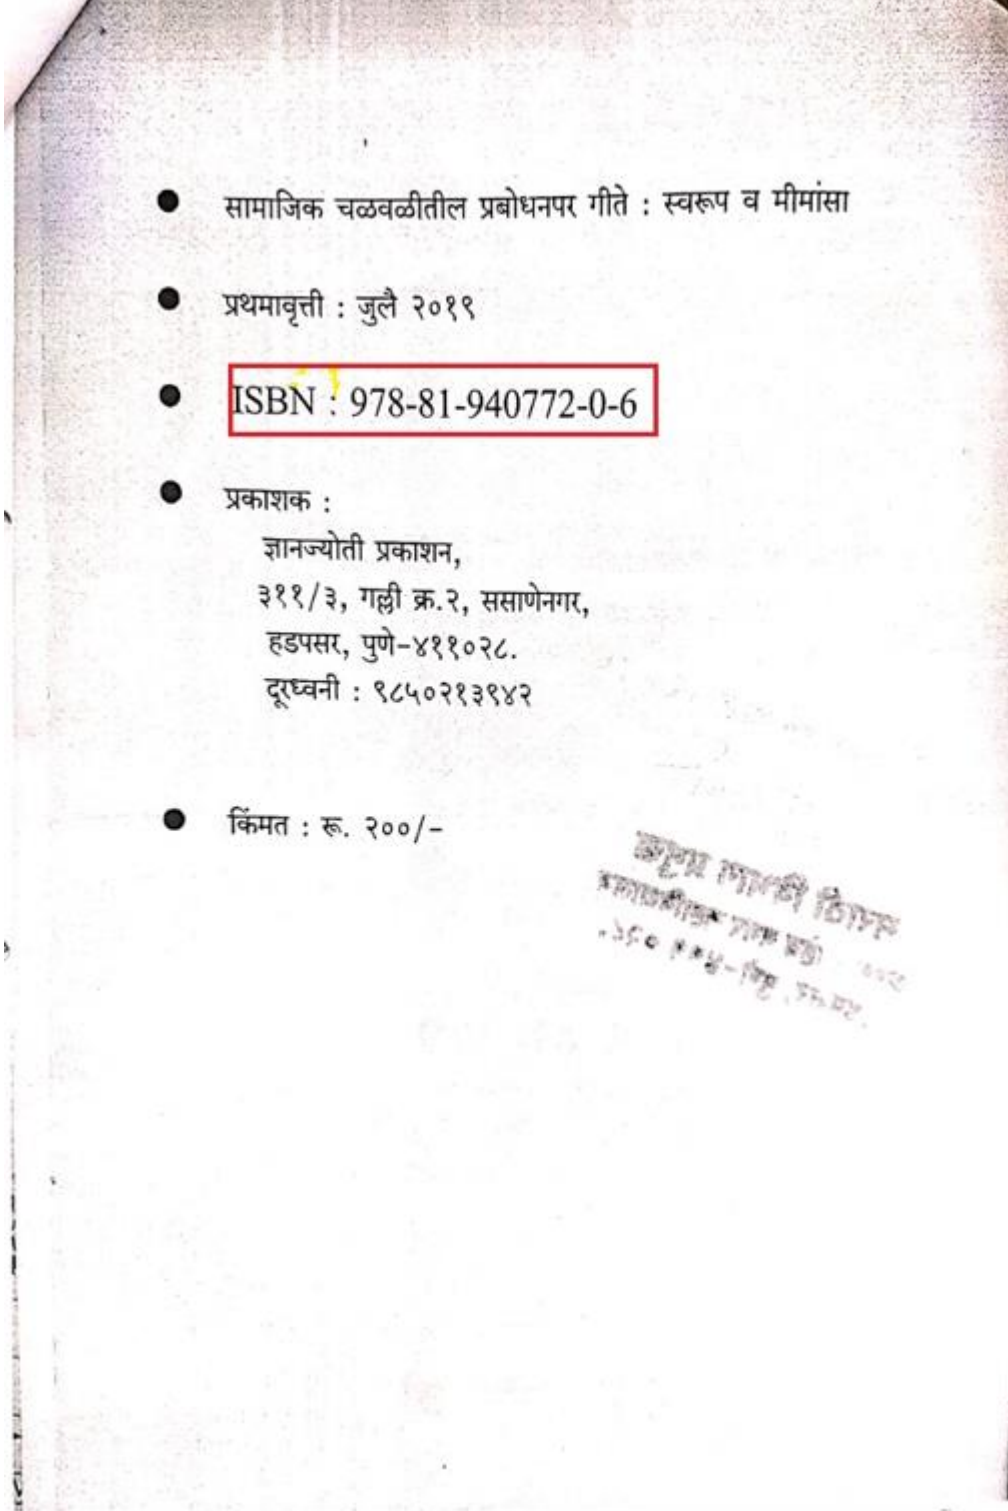 सामाजिक चळवळीतील प्रबोधनपर गीते : स्वरूप व मीमांसा
प्रथमावृत्ती : जुलै २०१९
ISBN : 978-81-940772-0-6
प्रकाशक :
ज्ञानज्योती प्रकाशन,
३११/३, गल्ली क्र.२, ससाणेनगर,
हडपसर, पुणे-४११०२८.
दूरध्वनी : ९८५०२१३९४२
किंमत : रू. २००/-